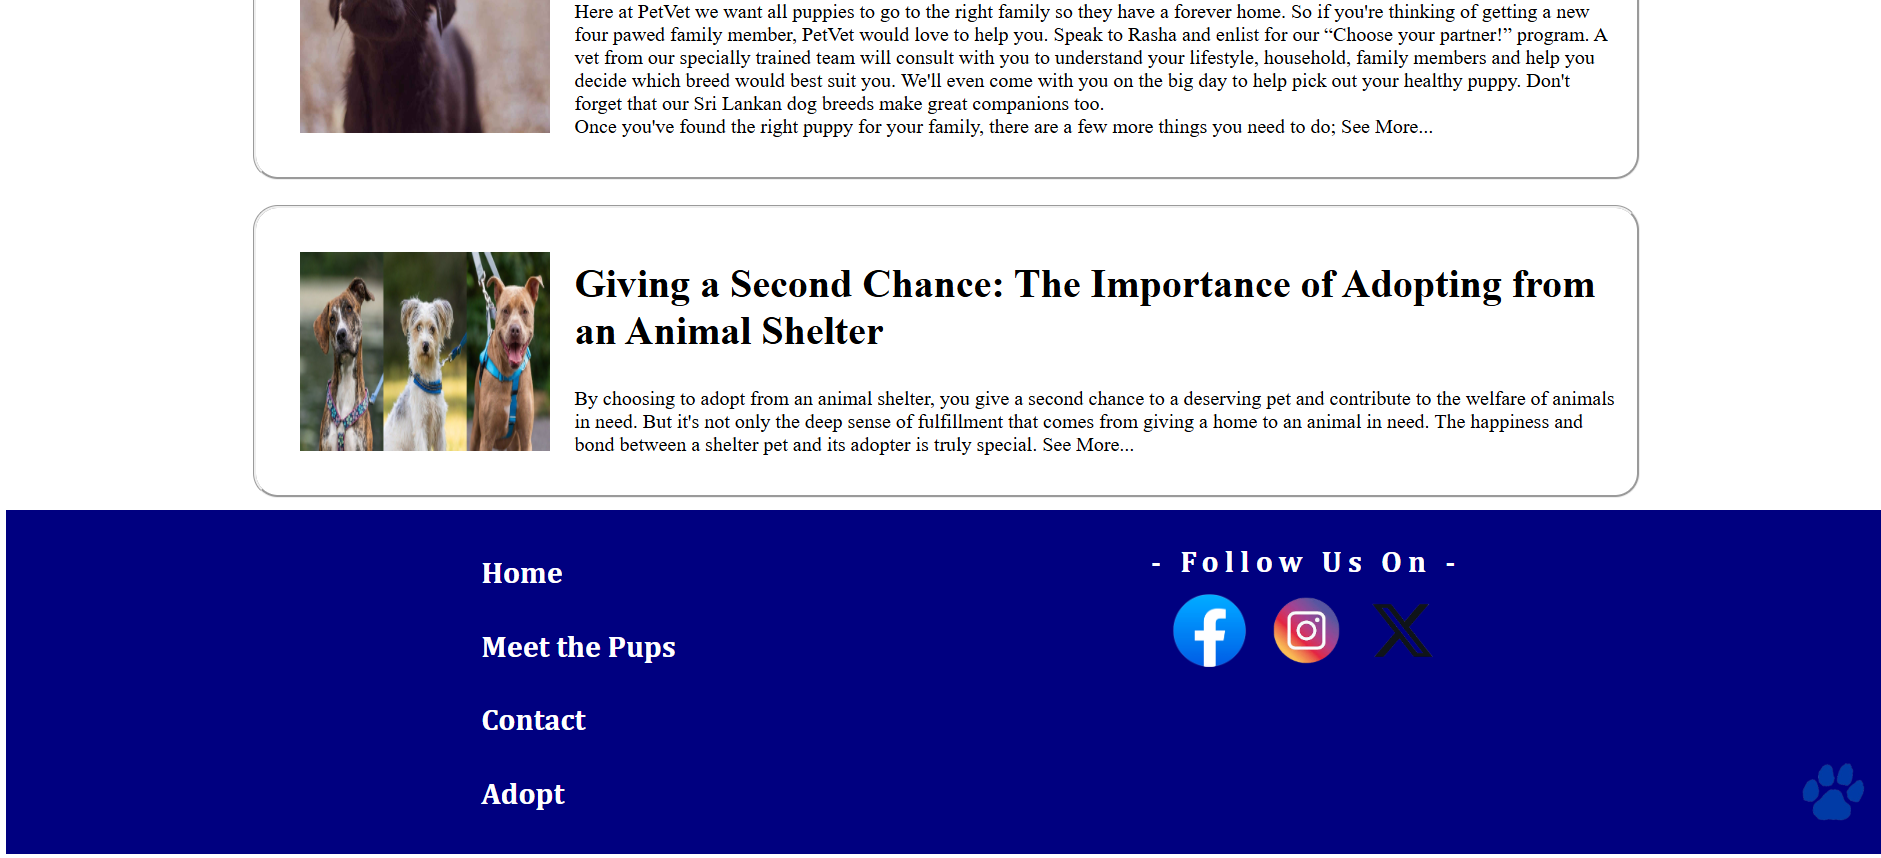 Here at PetVet we want all puppies to go to the right family so they have a forever home. So if you're thinking of getting a new
four pawed family member, PetVet would love to help you. Speak to Rasha and enlist for our “Choose your partner!” program. A
vet from our specially trained team will consult with you to understand your lifestyle, household, family members and help you
decide which breed would best suit you. We'll even come with you on the big day to help pick out your healthy puppy. Don't
forget that our Sri Lankan dog breeds make great companions too.
Once you've found the right puppy for your family, there are a few more things you need to do; See More...
Giving a Second Chance: The Importance of Adopting from
an Animal Shelter
By choosing to adopt from an animal shelter, you give a second chance to a deserving pet and contribute to the welfare of animals
in need. But it's not only the deep sense of fulfillment that comes from giving a home to an animal in need. The happiness and
bond between a shelter pet and its adopter is truly special. See More...
Home
Meet the Pups
Contact
Adopt
- Follow Us On -